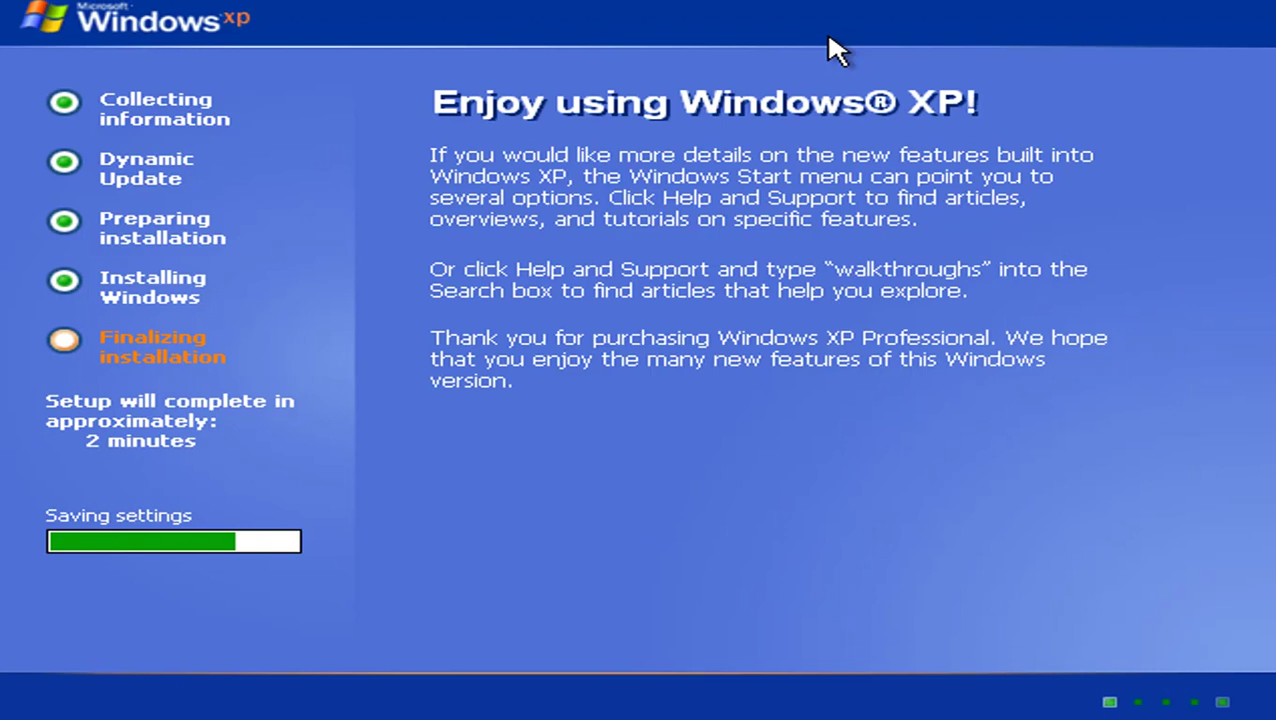 Microsoft®
Windows xp
Collecting
information
Dynamic
Update
Preparing
installation
Installing
Windows
Finalizing
installation
Setup will complete in
approximately:
2 minutes
Saving settings
Enjoy using Windows® XP!
If you would like more details on the new features built into
Windows XP, the Windows Start menu can point you to
several options. Click Help and Support to find articles,
overviews, and tutorials on specific features.
Or click Help and Support and type “walkthroughs” into the
Search box to find articles that help you explore.
Thank you for purchasing Windows XP Professional. We hope
that you enjoy the many new features of this Windows
version.